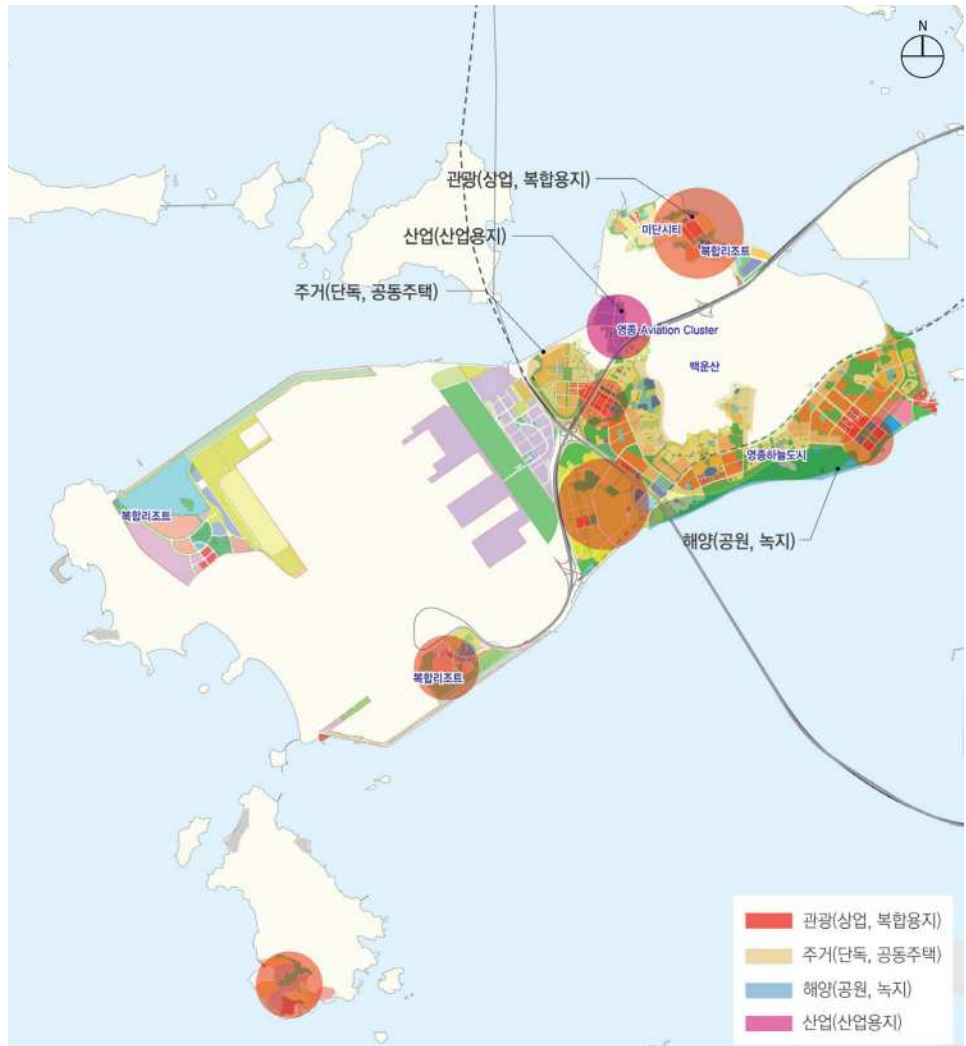 N
관광(상업, 복합용지)
미단시티
산업(산업용지)
복합리조트
주거(단독, 공동주택)
영종 Aviation Cluster
백운산
영종하늘도시
복합리조트
해양(공원, 녹지)
복합리조트
관광(상업, 복합용지)
주거(단독, 공동주택)
해양(공원, 녹지)
산업(산업용지)